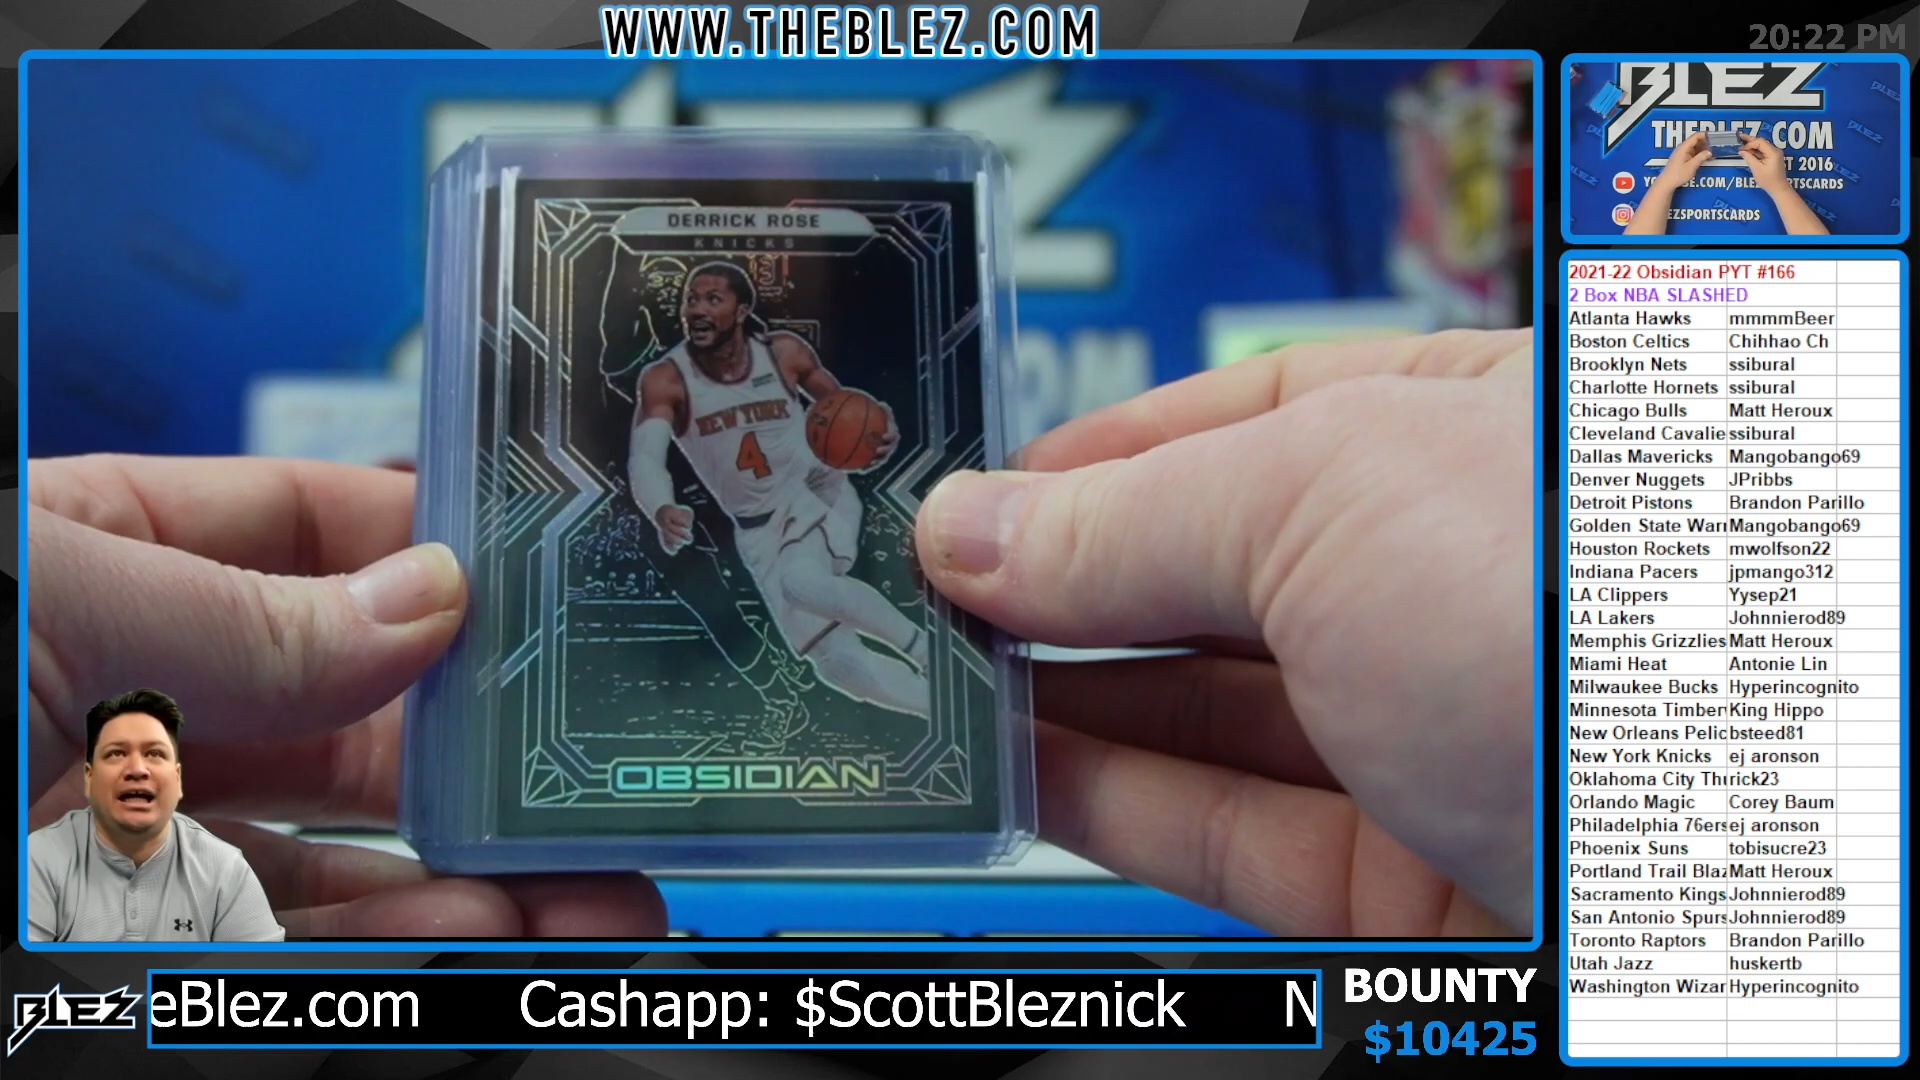 WWW.THEBLEZ.COM
20:22 PM
DERRICK ROSE
KNICKS
NEW YORK
4
OBSIDIAN
BLEZ
THEBLEZ.COM
ST 2016
2021-22 Obsidian PYT #166
2 Box NBA SLASHED
Atlanta Hawks mmmmBeer
Boston Celtics Chihhao Ch
Brooklyn Nets ssibural
Charlotte Hornets ssibural
Chicago Bulls Matt Heroux
Cleveland Cavalie ssibural
Dallas Mavericks Mangobango69
Denver Nuggets JPribbs
Detroit Pistons Brandon Parillo
Golden State Warr Mangobango69
Houston Rockets mwolfson22
Indiana Pacers jpmango312
LA Clippers Yysep21
LA Lakers Johnnierod89
Memphis Grizzlies Matt Heroux
Miami Heat Antonie Lin
Milwaukee Bucks Hyperincognito
Minnesota Timber King Hippo
New Orleans Pelic bsteed81
New York Knicks ej aronson
Oklahoma City Thu rick23
Orlando Magic Corey Baum
Philadelphia 76ers ej aronson
Phoenix Suns tobisucre23
Portland Trail Blaz Matt Heroux
Sacramento Kings Johnnierod89
San Antonio Spurs Johnnierod89
Toronto Raptors Brandon Parillo
Utah Jazz huskertb
Washington Wizar Hyperincognito
BLEZ
eBlez.com Cashapp: $ScottBleznick N
BOUNTY
$10425